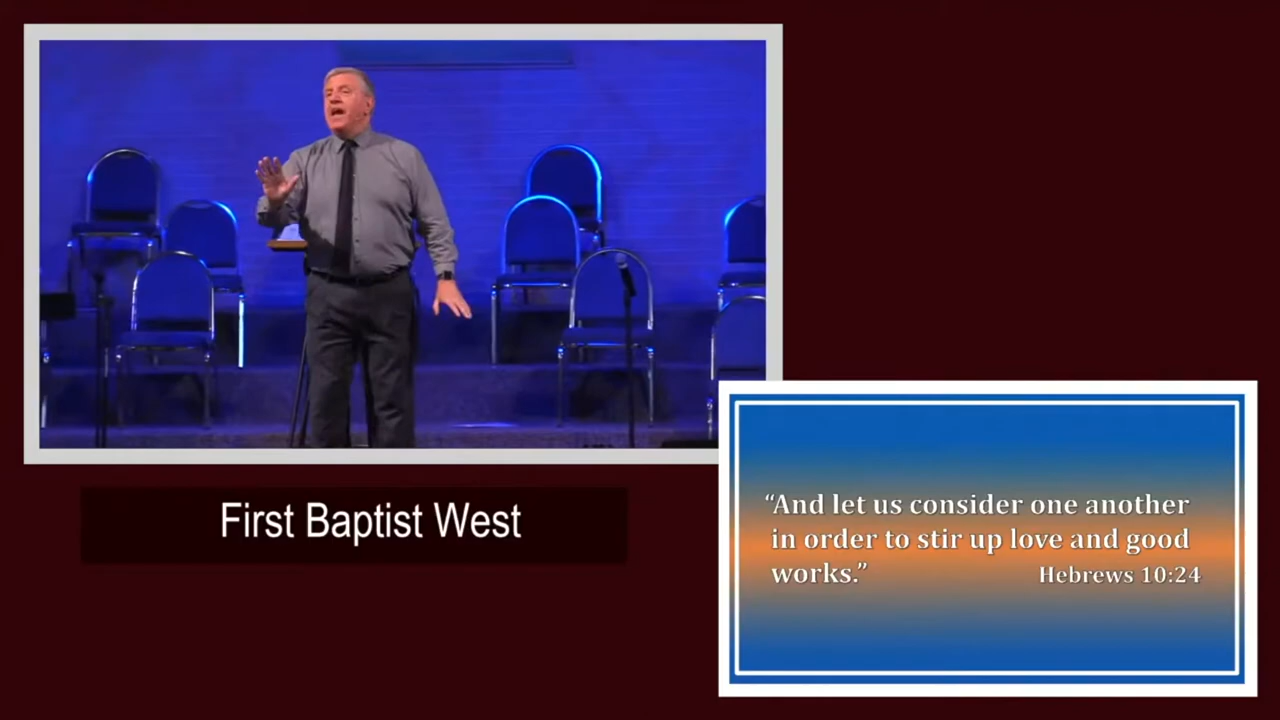 First Baptist West
“And let us consider one another
in order to stir up love and good
works.” Hebrews 10:24